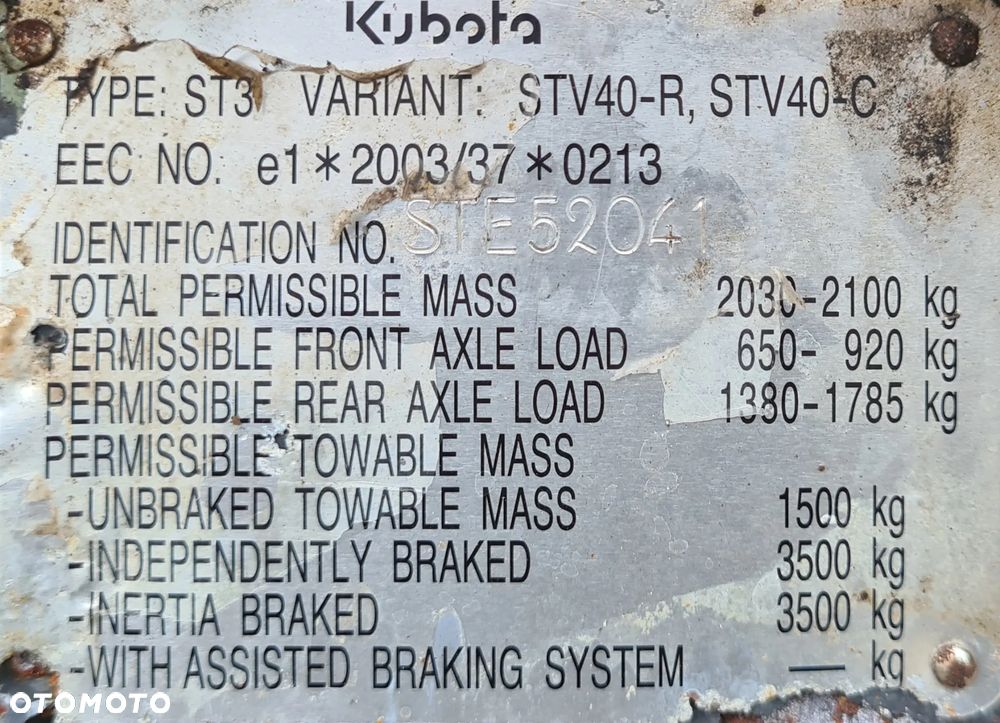 Kubota
TYPE: ST3 VARIANT: STV40-R, STV40-C
EEC NO. e1*2003/37*0213
IDENTIFICATION NO. STE52041
TOTAL PERMISSIBLE MASS 2030-2100 kg
PERMISSIBLE FRONT AXLE LOAD 650- 920 kg
PERMISSIBLE REAR AXLE LOAD 1380-1785 kg
PERMISSIBLE TOWABLE MASS
-UNBRAKED TOWABLE MASS 1500 kg
-INDEPENDENTLY BRAKED 3500 kg
-INERTIA BRAKED 3500 kg
-WITH ASSISTED BRAKING SYSTEM — kg
OTOMOTO